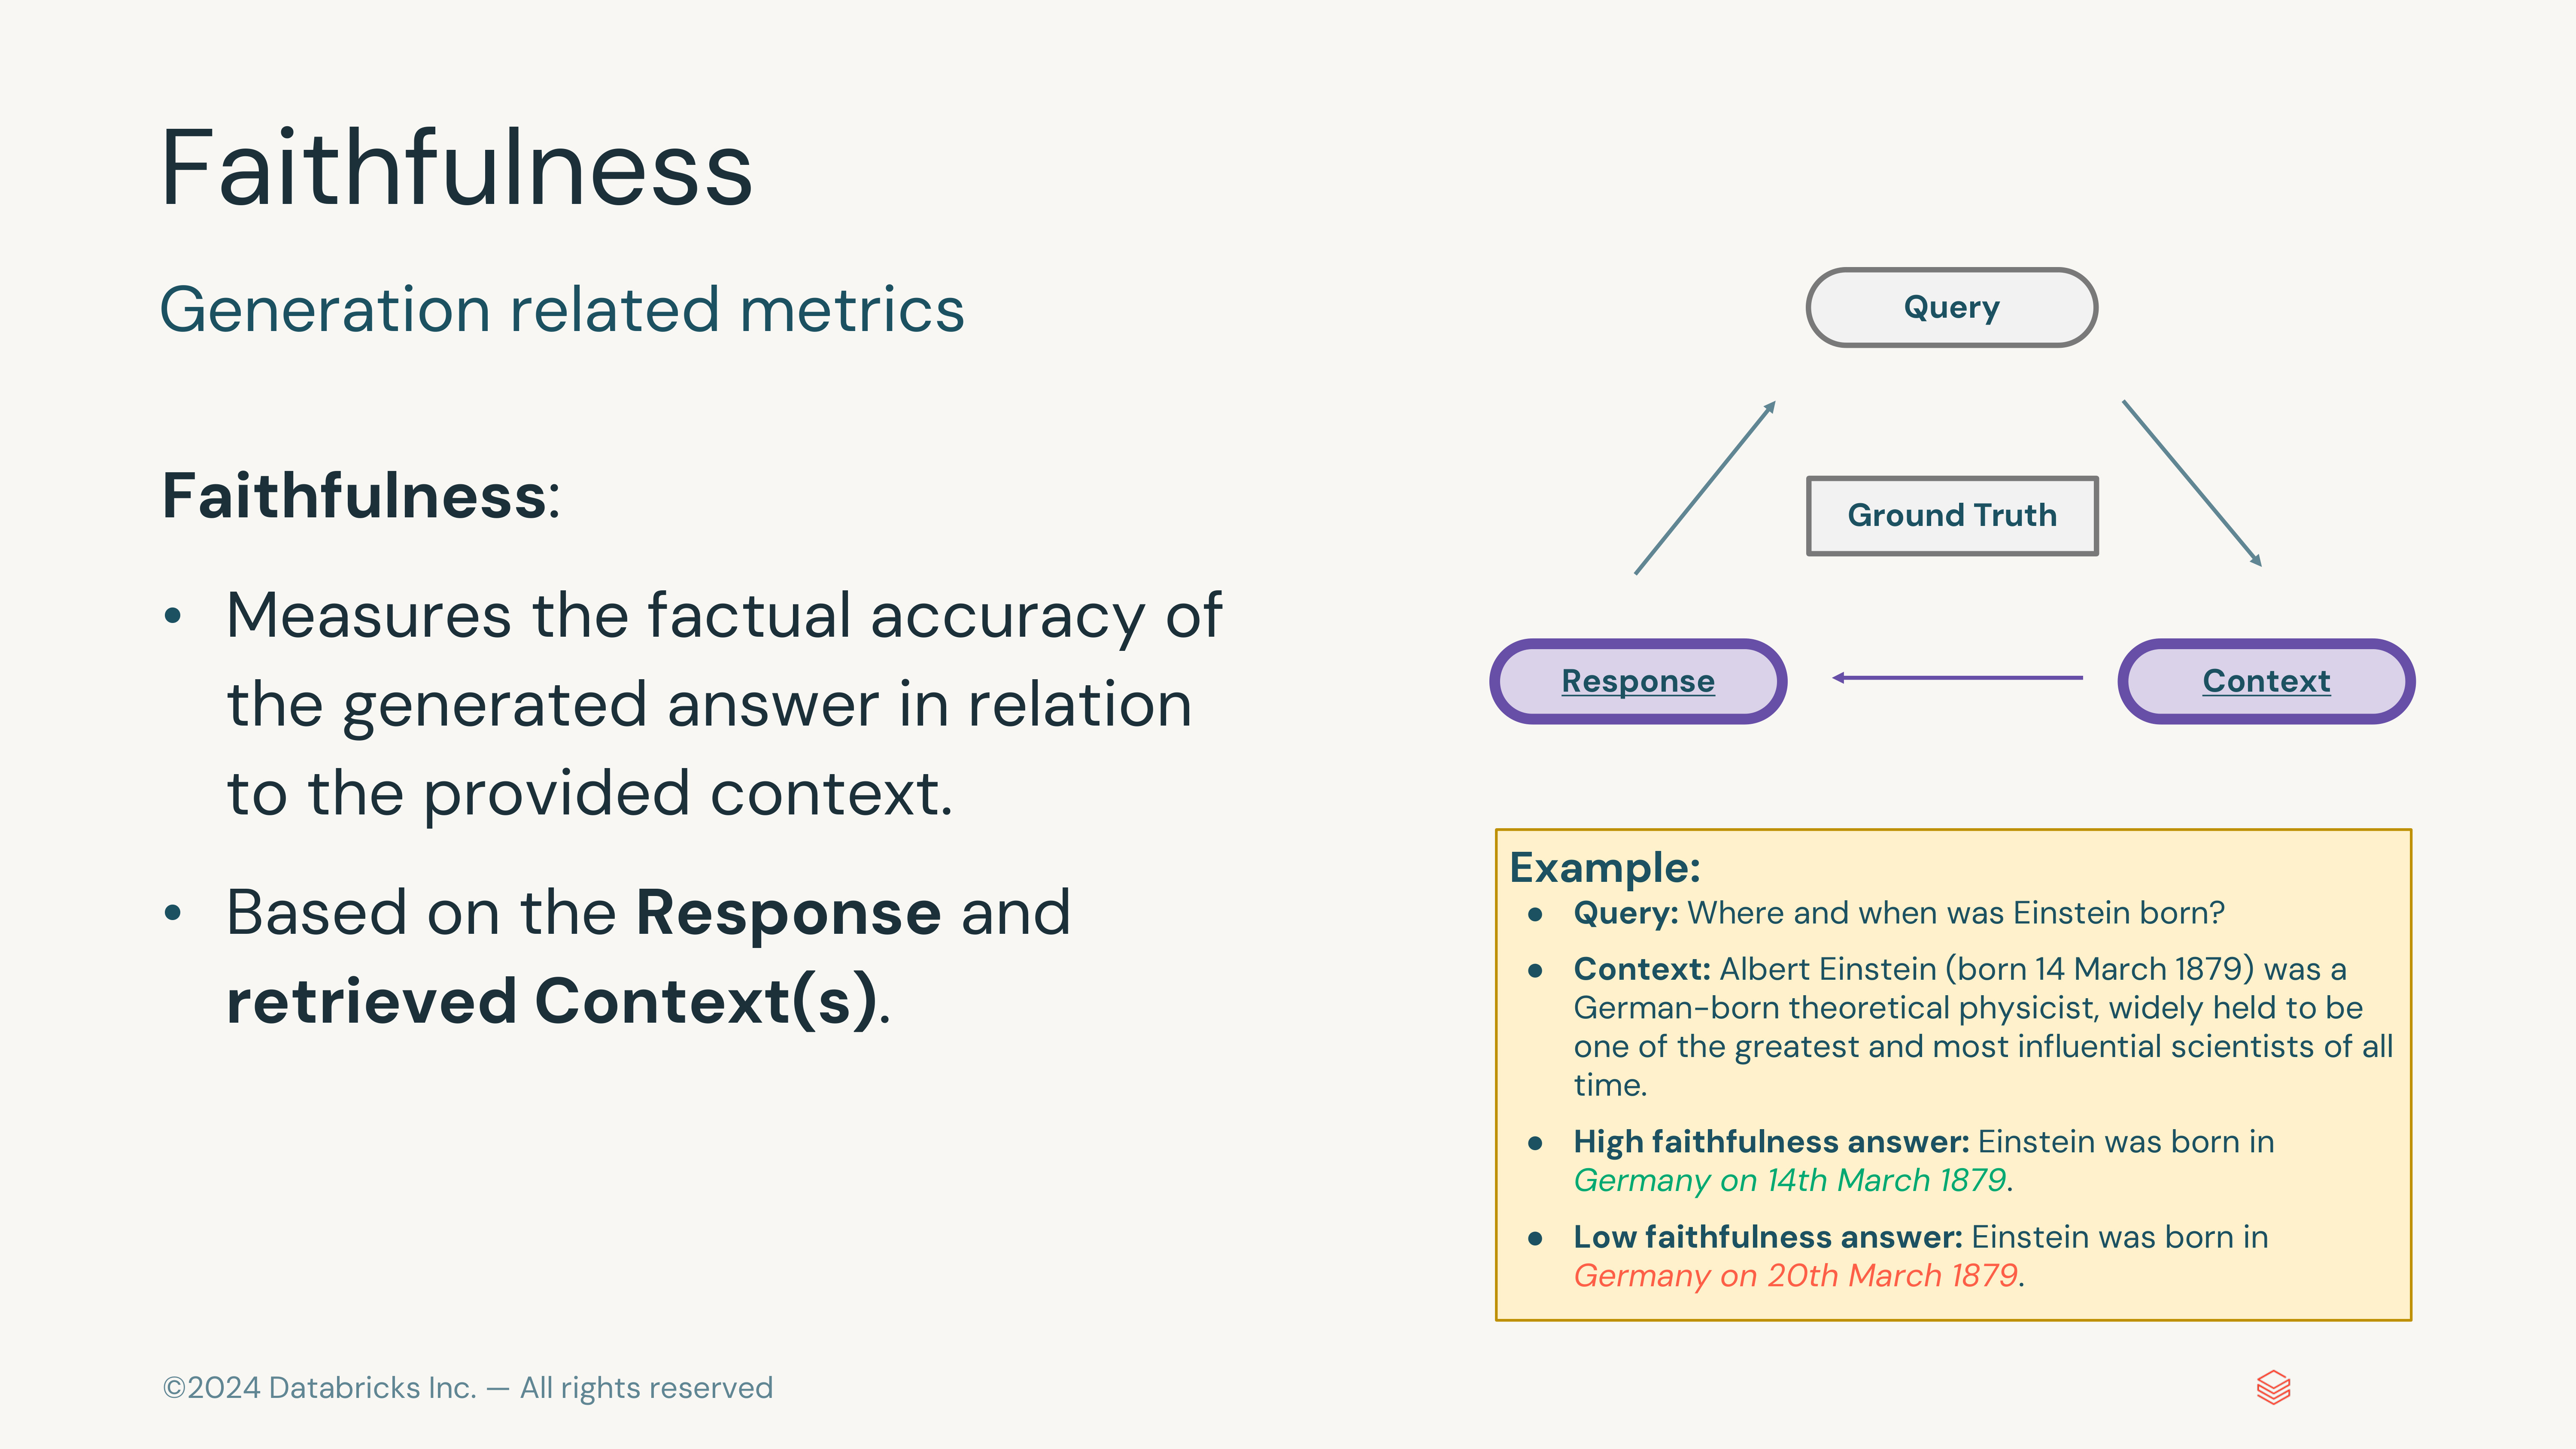 Faithfulness
Generation related metrics
Faithfulness:
• Measures the factual accuracy of
the generated answer in relation
to the provided context.
• Based on the Response and
retrieved Context(s).
Query
Ground Truth
Response
Context
Example:
● Query: Where and when was Einstein born?
● Context: Albert Einstein (born 14 March 1879) was a
German-born theoretical physicist, widely held to be
one of the greatest and most influential scientists of all
time.
● High faithfulness answer: Einstein was born in
Germany on 14th March 1879.
● Low faithfulness answer: Einstein was born in
Germany on 20th March 1879.
©2024 Databricks Inc. — All rights reserved